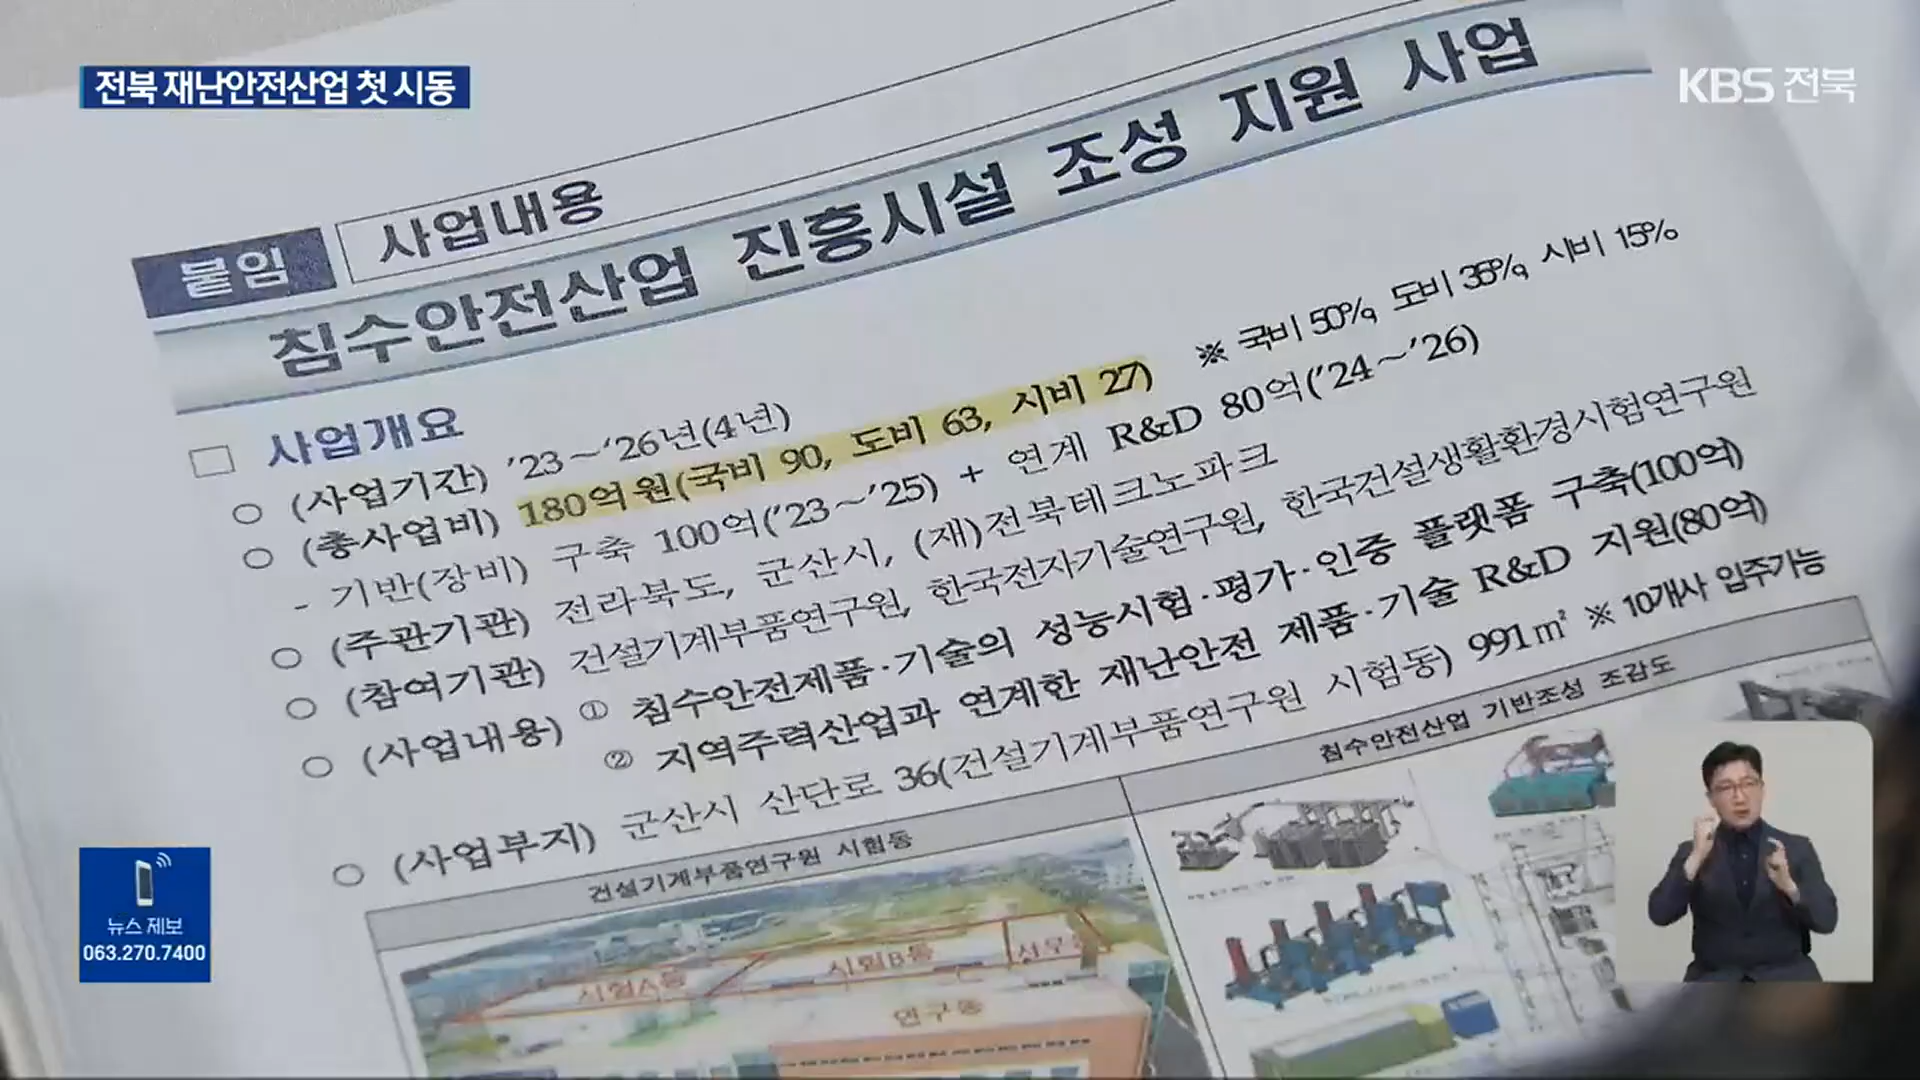 전북 재난안전산업 첫 시동
KBS 전북
붙임 사업내용
침수안전산업 진흥시설 조성 지원 사업
□ 사업개요
○ (사업기간) '23～'26년(4년)
○ (총사업비) 180억원(국비 90, 도비 63, 시비 27) ※ 국비 50%, 도비 35%, 시비 15%
- 기반(장비) 구축 100억('23～'25) + 연계 R&D 80억('24～'26)
○ (주관기관) 전라북도, 군산시, (재)전북테크노파크
○ (참여기관) 건설기계부품연구원, 한국전자기술연구원, 한국건설생활환경시험연구원
○ (사업내용) ① 침수안전제품·기술의 성능시험·평가·인증 플랫폼 구축(100억)
② 지역주력산업과 연계한 재난안전 제품·기술 R&D 지원(80억)
○ (사업부지) 군산시 산단로 36(건설기계부품연구원 시험동) 991㎡ ※ 10개사 입주가능
건설기계부품연구원 시험동
침수안전산업 기반조성 조감도
시험A동
시험B동
연구동
뉴스 제보
063.270.7400